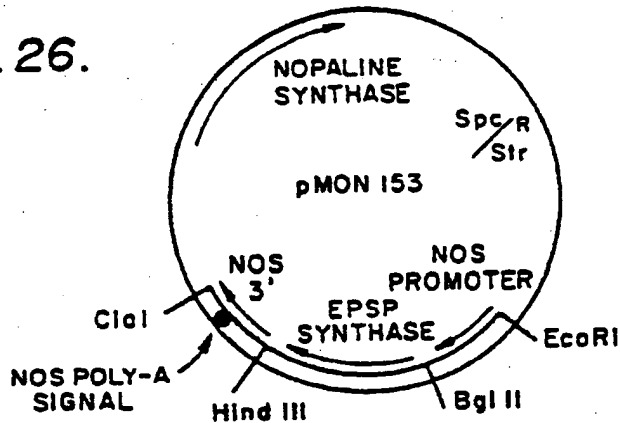 . 26.
NOPALINE
SYNTHASE
Spc/Str R
pMON 153
NOS
PROMOTER
NOS
3'
EPSP
SYNTHASE
ClaI
EcoRI
NOS POLY-A
SIGNAL
Hind III
Bgl II